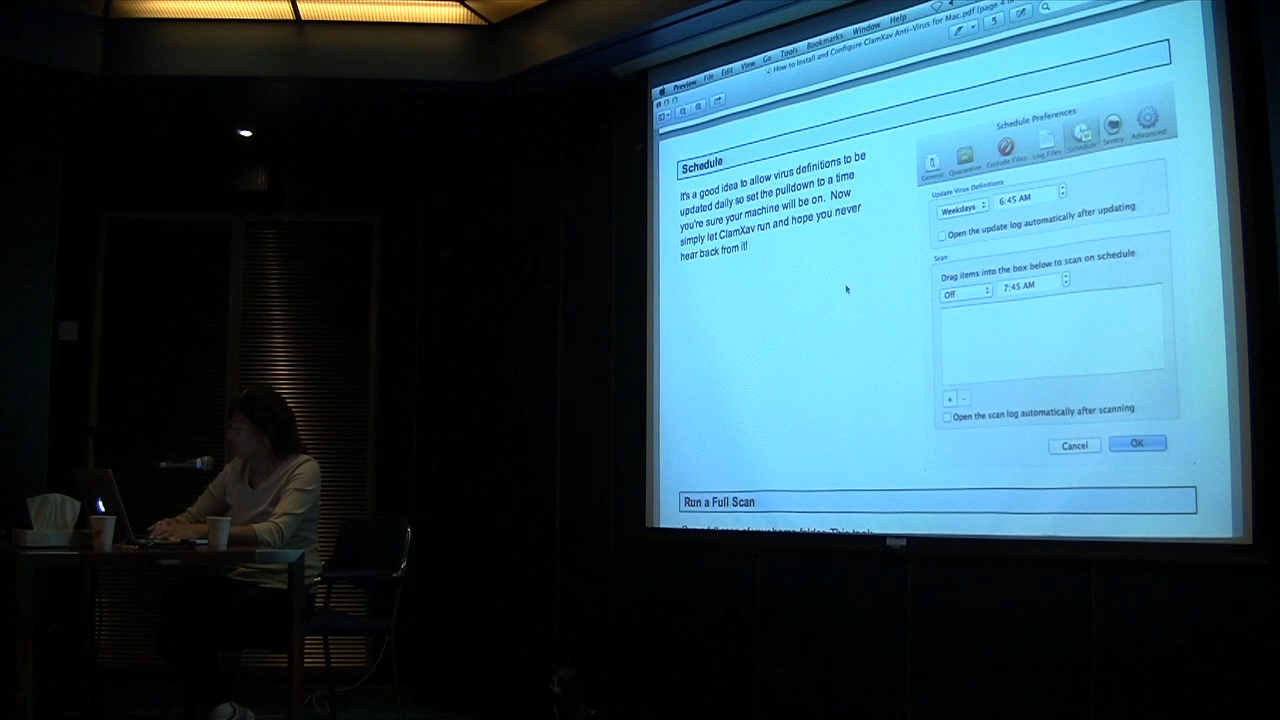 Preview File Edit View Go Tools Bookmarks Window Help
How to Install and Configure ClamXav Anti-Virus for Mac.pdf (page 4
Schedule
It's a good idea to allow virus definitions to be
updated daily so set the pulldown to a time
you're sure your machine will be on. Now
simply let ClamXav run and hope you never
hear back from it!
Schedule Preferences
General Quarantine Exclude Files Log Files Schedule Sentry Advanced
Update Virus Definitions
Weekdays 6:45 AM
Open the update log automatically after updating
Scan
Drag items into the box below to scan on schedule
Off 7:45 AM
+ -
Open the scan log automatically after scanning
Cancel OK
Run a Full Scan